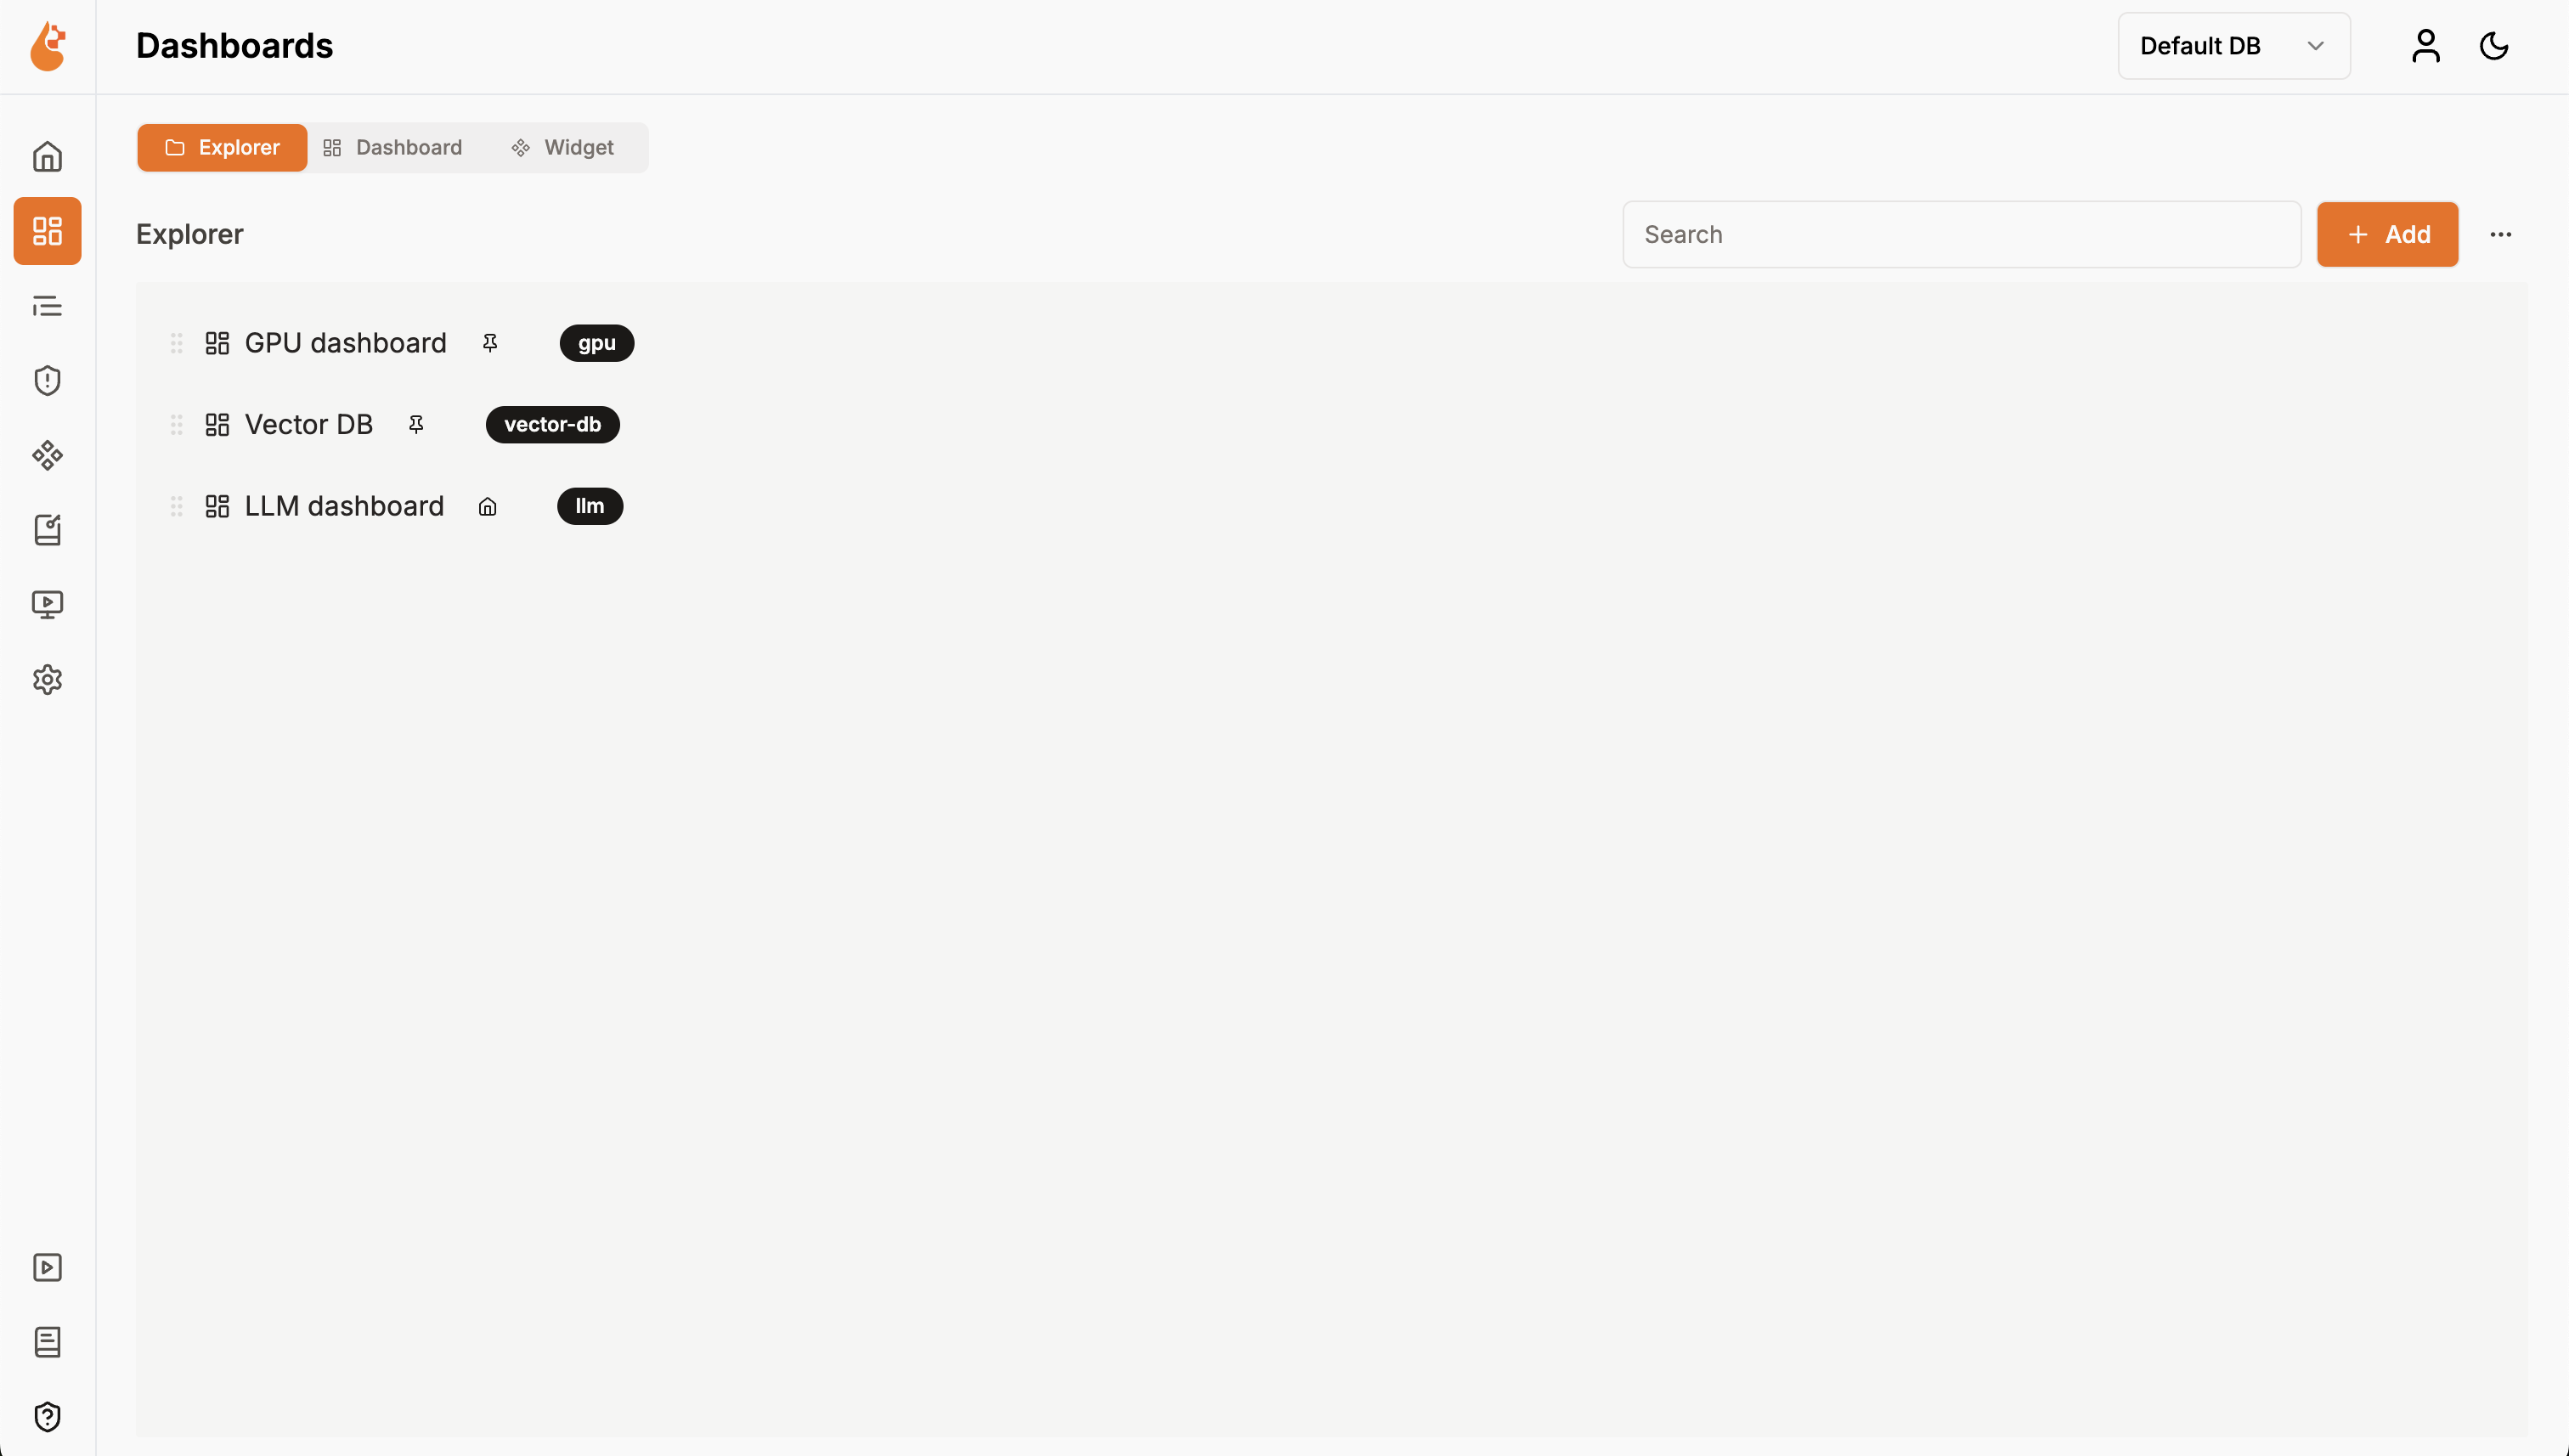 Dashboards
Default DB
Explorer
Dashboard
Widget
Explorer
Search
Add
GPU dashboard
gpu
Vector DB
vector-db
LLM dashboard
llm